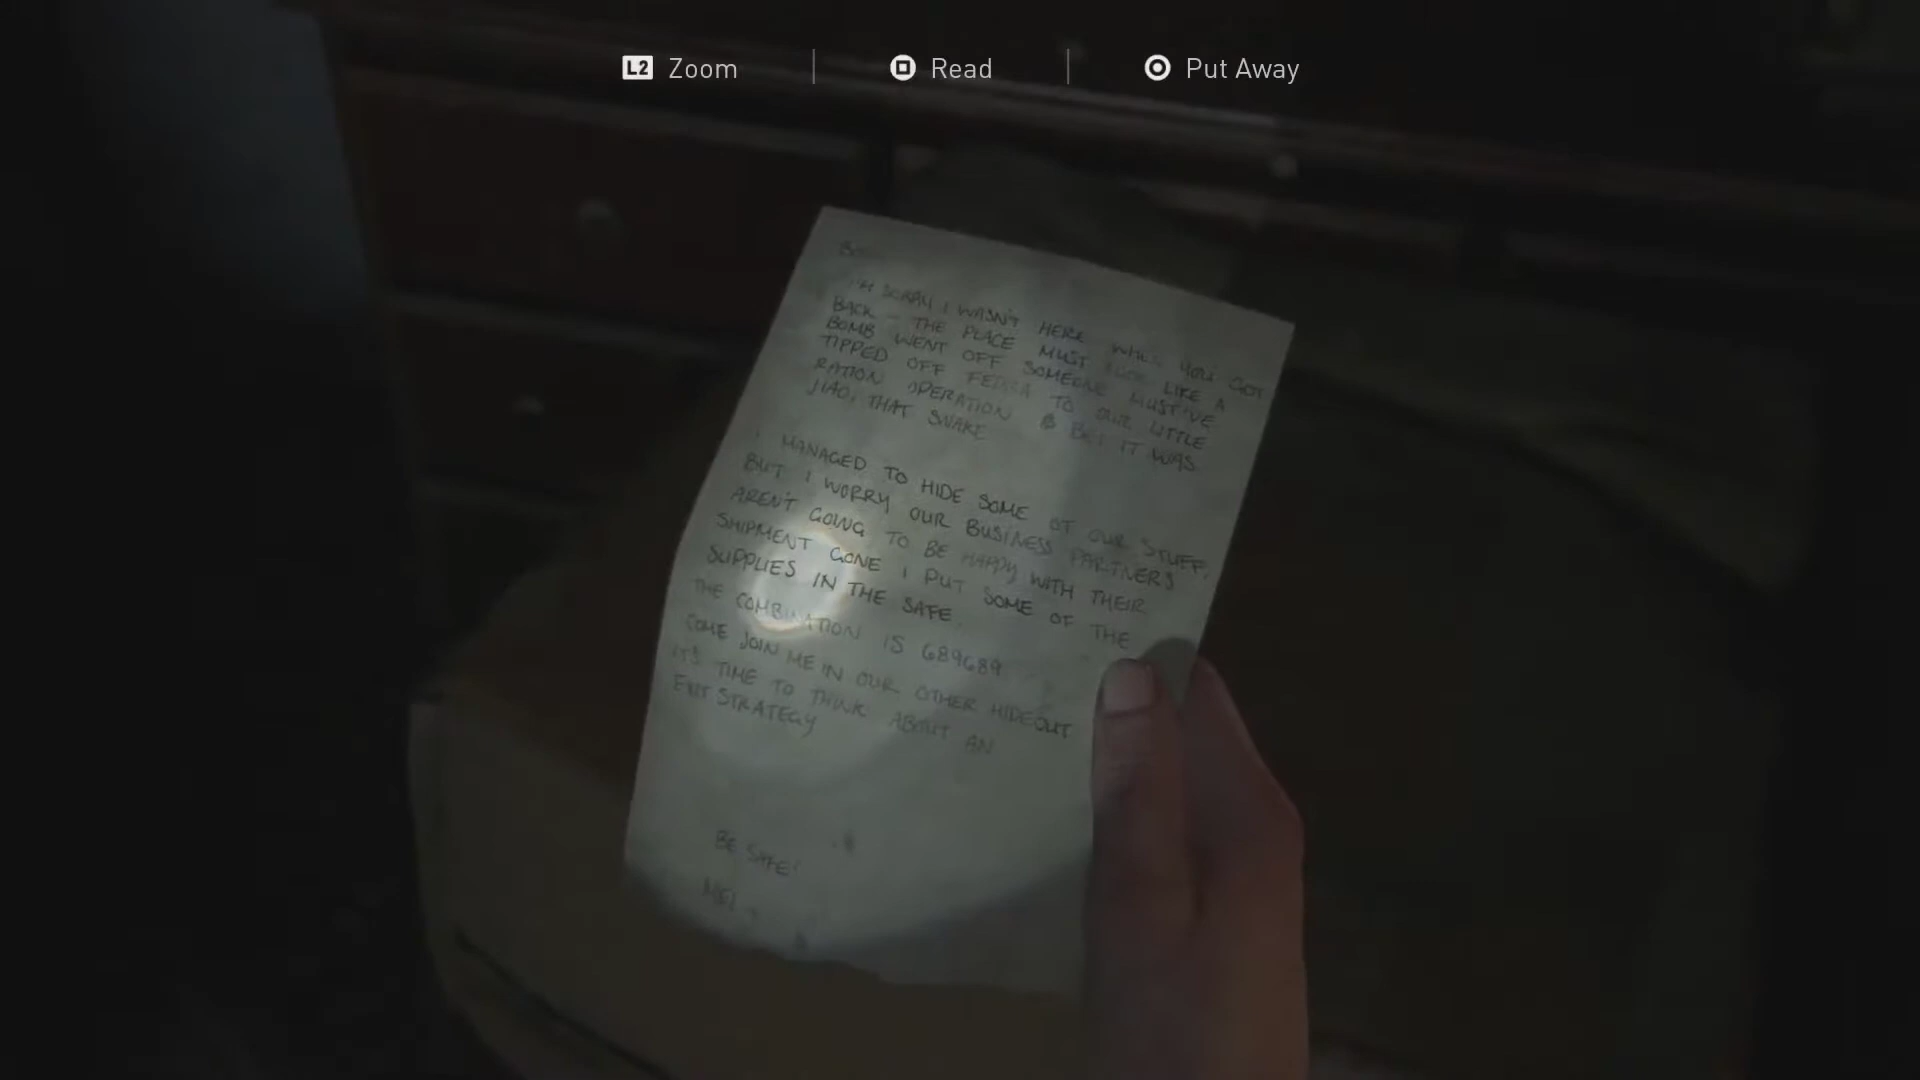 L2 Zoom | Read | Put Away
I'M SORRY I WASN'T HERE WHEN YOU GOT
BACK - THE PLACE MUST LOOK LIKE A
BOMB WENT OFF SOMEONE MUST'VE
TIPPED OFF FEDRA TO OUR LITTLE
RATION OPERATION BET IT WAS
JIAO, THAT SNAKE
I MANAGED TO HIDE SOME OF OUR STUFF.
BUT I WORRY OUR BUSINESS PARTNERS
AREN'T GOING TO BE HAPPY WITH THEIR
SHIPMENT GONE I PUT SOME OF THE
SUPPLIES IN THE SAFE.
THE COMBINATION IS 689689
COME JOIN ME IN OUR OTHER HIDEOUT
IT'S TIME TO THINK ABOUT AN
EXIT STRATEGY
BE SAFE!
MEL